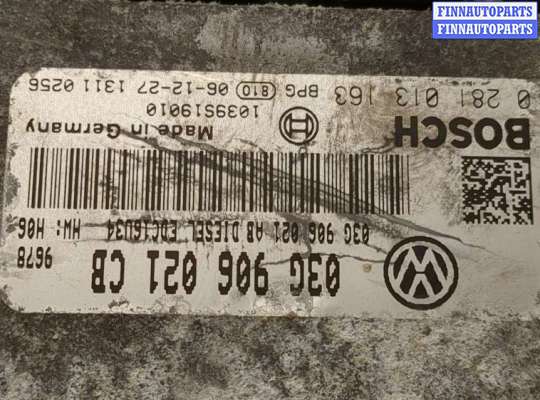 FINNAUTOPARTS
FINNAUTOPARTS
0 281 013 163 BPG 810 06-12-27 1311 0256
1039S19010
BOSCH Made in Germany
03G 906 021 AB DIESEL EDC16U34 HW: H06
03G 906 021 CB 9678